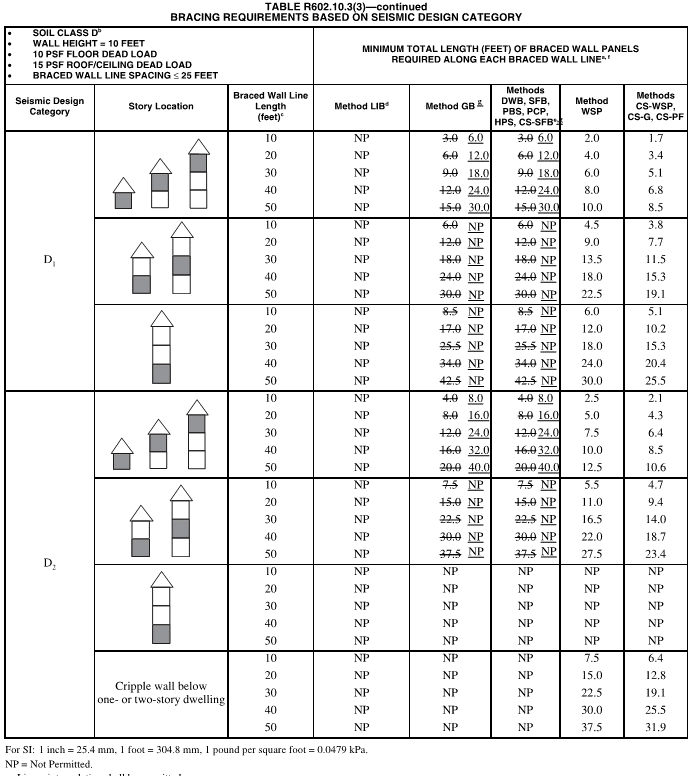 TABLE R602.10.3(3)—continued
BRACING REQUIREMENTS BASED ON SEISMIC DESIGN CATEGORY
• SOIL CLASS Dᵇ
• WALL HEIGHT = 10 FEET
• 10 PSF FLOOR DEAD LOAD
• 15 PSF ROOF/CEILING DEAD LOAD
• BRACED WALL LINE SPACING ≤ 25 FEET
MINIMUM TOTAL LENGTH (FEET) OF BRACED WALL PANELS
REQUIRED ALONG EACH BRACED WALL LINEᵃ, ᶠ
Seismic Design
Category
Story Location
Braced Wall Line
Length
(feet)ᶜ
Method LIBᵈ
Method GB ᵍ
Methods
DWB, SFB,
PBS, PCP,
HPS, CS-SFBᵉ, ᵍ
Method
WSP
Methods
CS-WSP,
CS-G, CS-PF
D₁
10 NP 3.0 6.0 3.0 6.0 2.0 1.7
20 NP 6.0 12.0 6.0 12.0 4.0 3.4
30 NP 9.0 18.0 9.0 18.0 6.0 5.1
40 NP 12.0 24.0 12.0 24.0 8.0 6.8
50 NP 15.0 30.0 15.0 30.0 10.0 8.5
10 NP 6.0 NP 6.0 NP 4.5 3.8
20 NP 12.0 NP 12.0 NP 9.0 7.7
30 NP 18.0 NP 18.0 NP 13.5 11.5
40 NP 24.0 NP 24.0 NP 18.0 15.3
50 NP 30.0 NP 30.0 NP 22.5 19.1
10 NP 8.5 NP 8.5 NP 6.0 5.1
20 NP 17.0 NP 17.0 NP 12.0 10.2
30 NP 25.5 NP 25.5 NP 18.0 15.3
40 NP 34.0 NP 34.0 NP 24.0 20.4
50 NP 42.5 NP 42.5 NP 30.0 25.5
D₂
10 NP 4.0 8.0 4.0 8.0 2.5 2.1
20 NP 8.0 16.0 8.0 16.0 5.0 4.3
30 NP 12.0 24.0 12.0 24.0 7.5 6.4
40 NP 16.0 32.0 16.0 32.0 10.0 8.5
50 NP 20.0 40.0 20.0 40.0 12.5 10.6
10 NP 7.5 NP 7.5 NP 5.5 4.7
20 NP 15.0 NP 15.0 NP 11.0 9.4
30 NP 22.5 NP 22.5 NP 16.5 14.0
40 NP 30.0 NP 30.0 NP 22.0 18.7
50 NP 37.5 NP 37.5 NP 27.5 23.4
10 NP NP NP NP NP
20 NP NP NP NP NP
30 NP NP NP NP NP
40 NP NP NP NP NP
50 NP NP NP NP NP
Cripple wall below
one- or two-story dwelling
10 NP NP NP 7.5 6.4
20 NP NP NP 15.0 12.8
30 NP NP NP 22.5 19.1
40 NP NP NP 30.0 25.5
50 NP NP NP 37.5 31.9
For SI: 1 inch = 25.4 mm, 1 foot = 304.8 mm, 1 pound per square foot = 0.0479 kPa.
NP = Not Permitted.